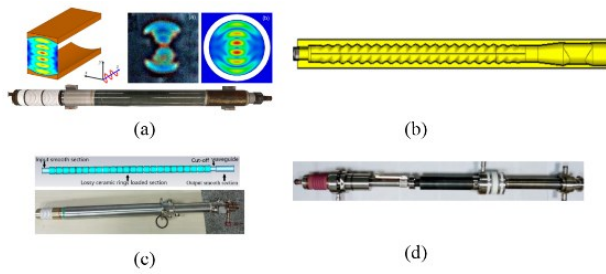 (a)
(b)
(a)
(b)
Input smooth section
Cut-off waveguide
Lossy ceramic rings loaded section
Output smooth section
(c)
(d)